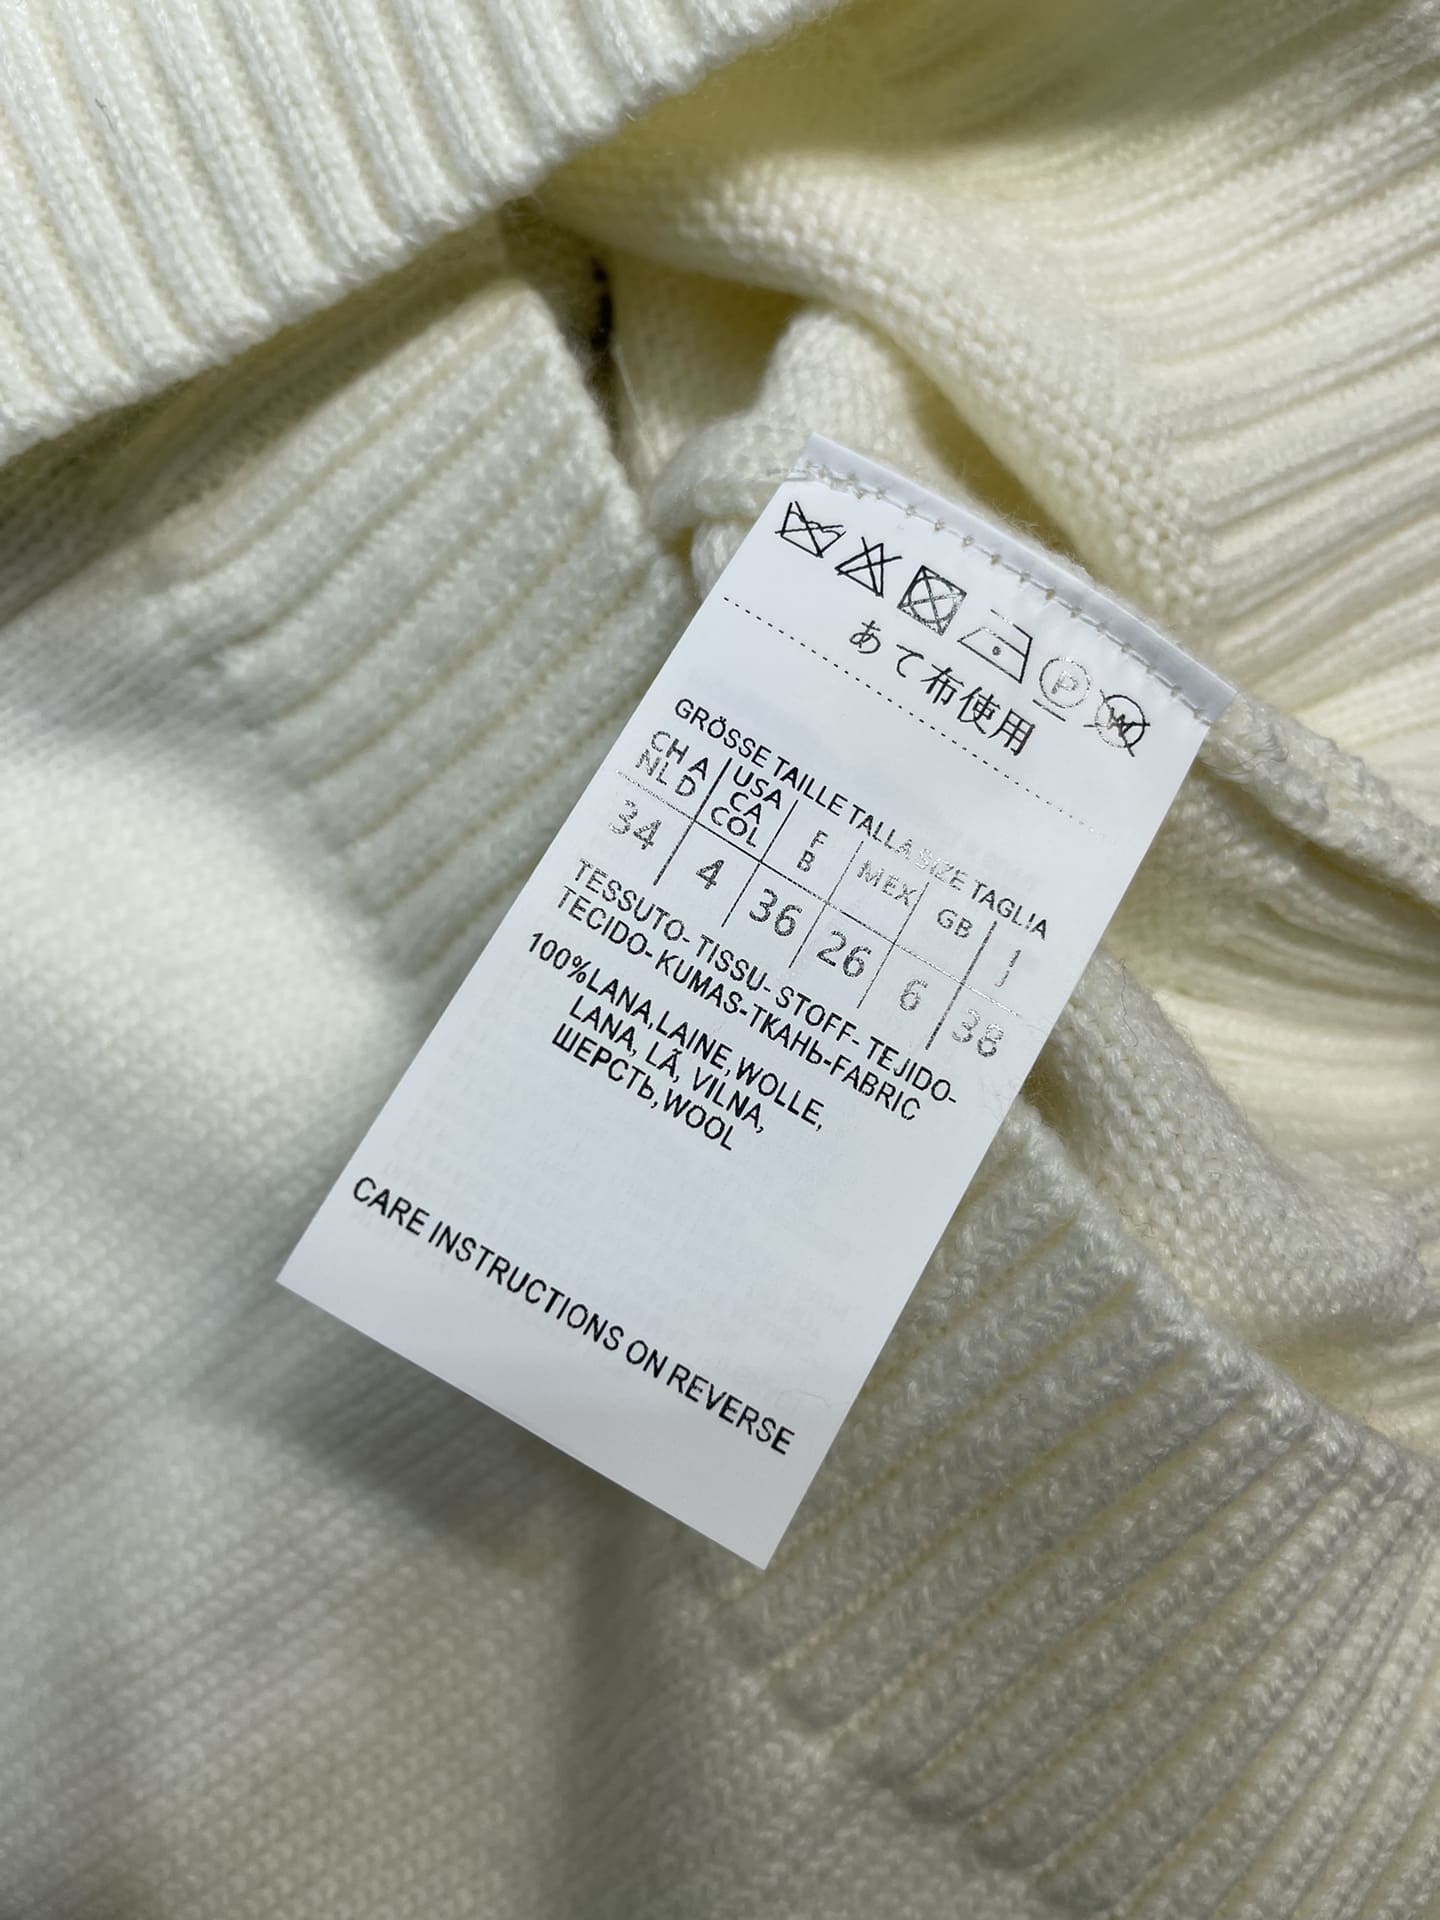 P W
あて布使用
GRÖSSE TAILLE TALLA SIZE TAGLIA
CH A USA F MEX GB I
NL D CA B J
COL
34 4 36 26 6 38
TESSUTO-TISSU-STOFF-TEJIDO-
TECIDO-KUMAS-ТКАНЬ-FABRIC
100%LANA,LAINE,WOLLE,
LANA, LÃ, VILNA,
ШЕРСТЬ,WOOL
CARE INSTRUCTIONS ON REVERSE